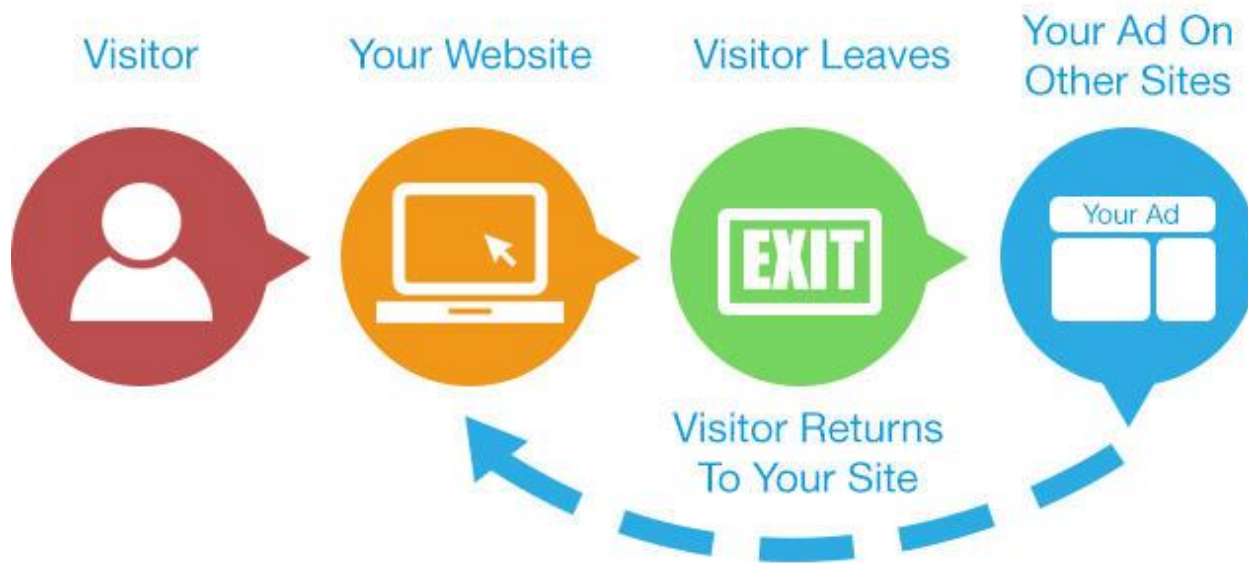 Visitor
Your Website
Visitor Leaves
Your Ad On
Other Sites
EXIT
Your Ad
Visitor Returns
To Your Site